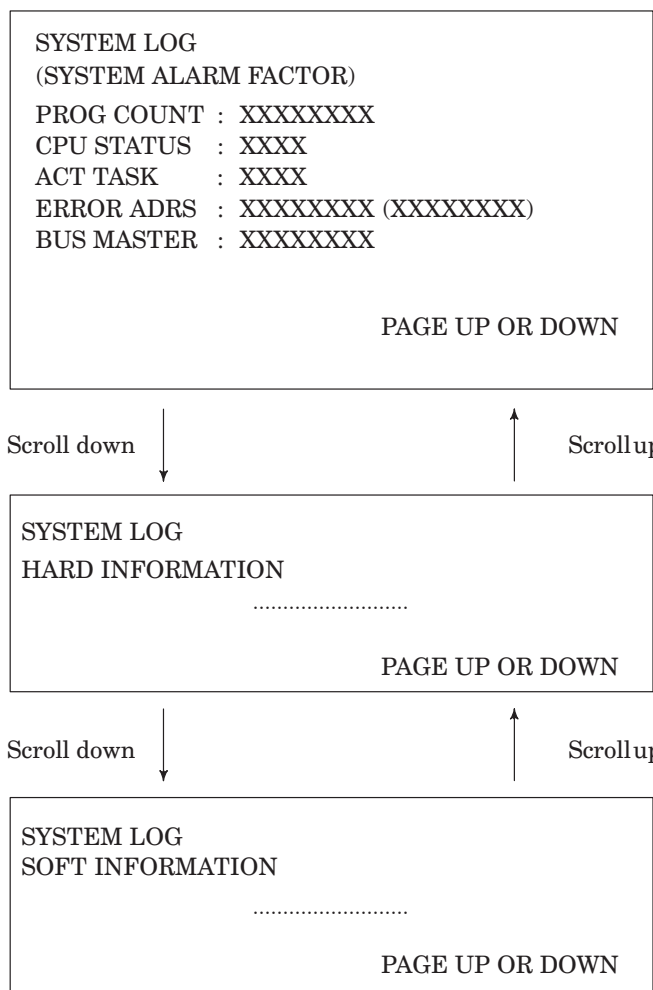 SYSTEM LOG
(SYSTEM ALARM FACTOR)
PROG COUNT : XXXXXXXX
CPU STATUS : XXXX
ACT TASK : XXXX
ERROR ADRS : XXXXXXXX (XXXXXXXX)
BUS MASTER : XXXXXXXX
PAGE UP OR DOWN
Scroll down Scroll up
SYSTEM LOG
HARD INFORMATION
..........................
PAGE UP OR DOWN
Scroll down Scroll up
SYSTEM LOG
SOFT INFORMATION
..........................
PAGE UP OR DOWN